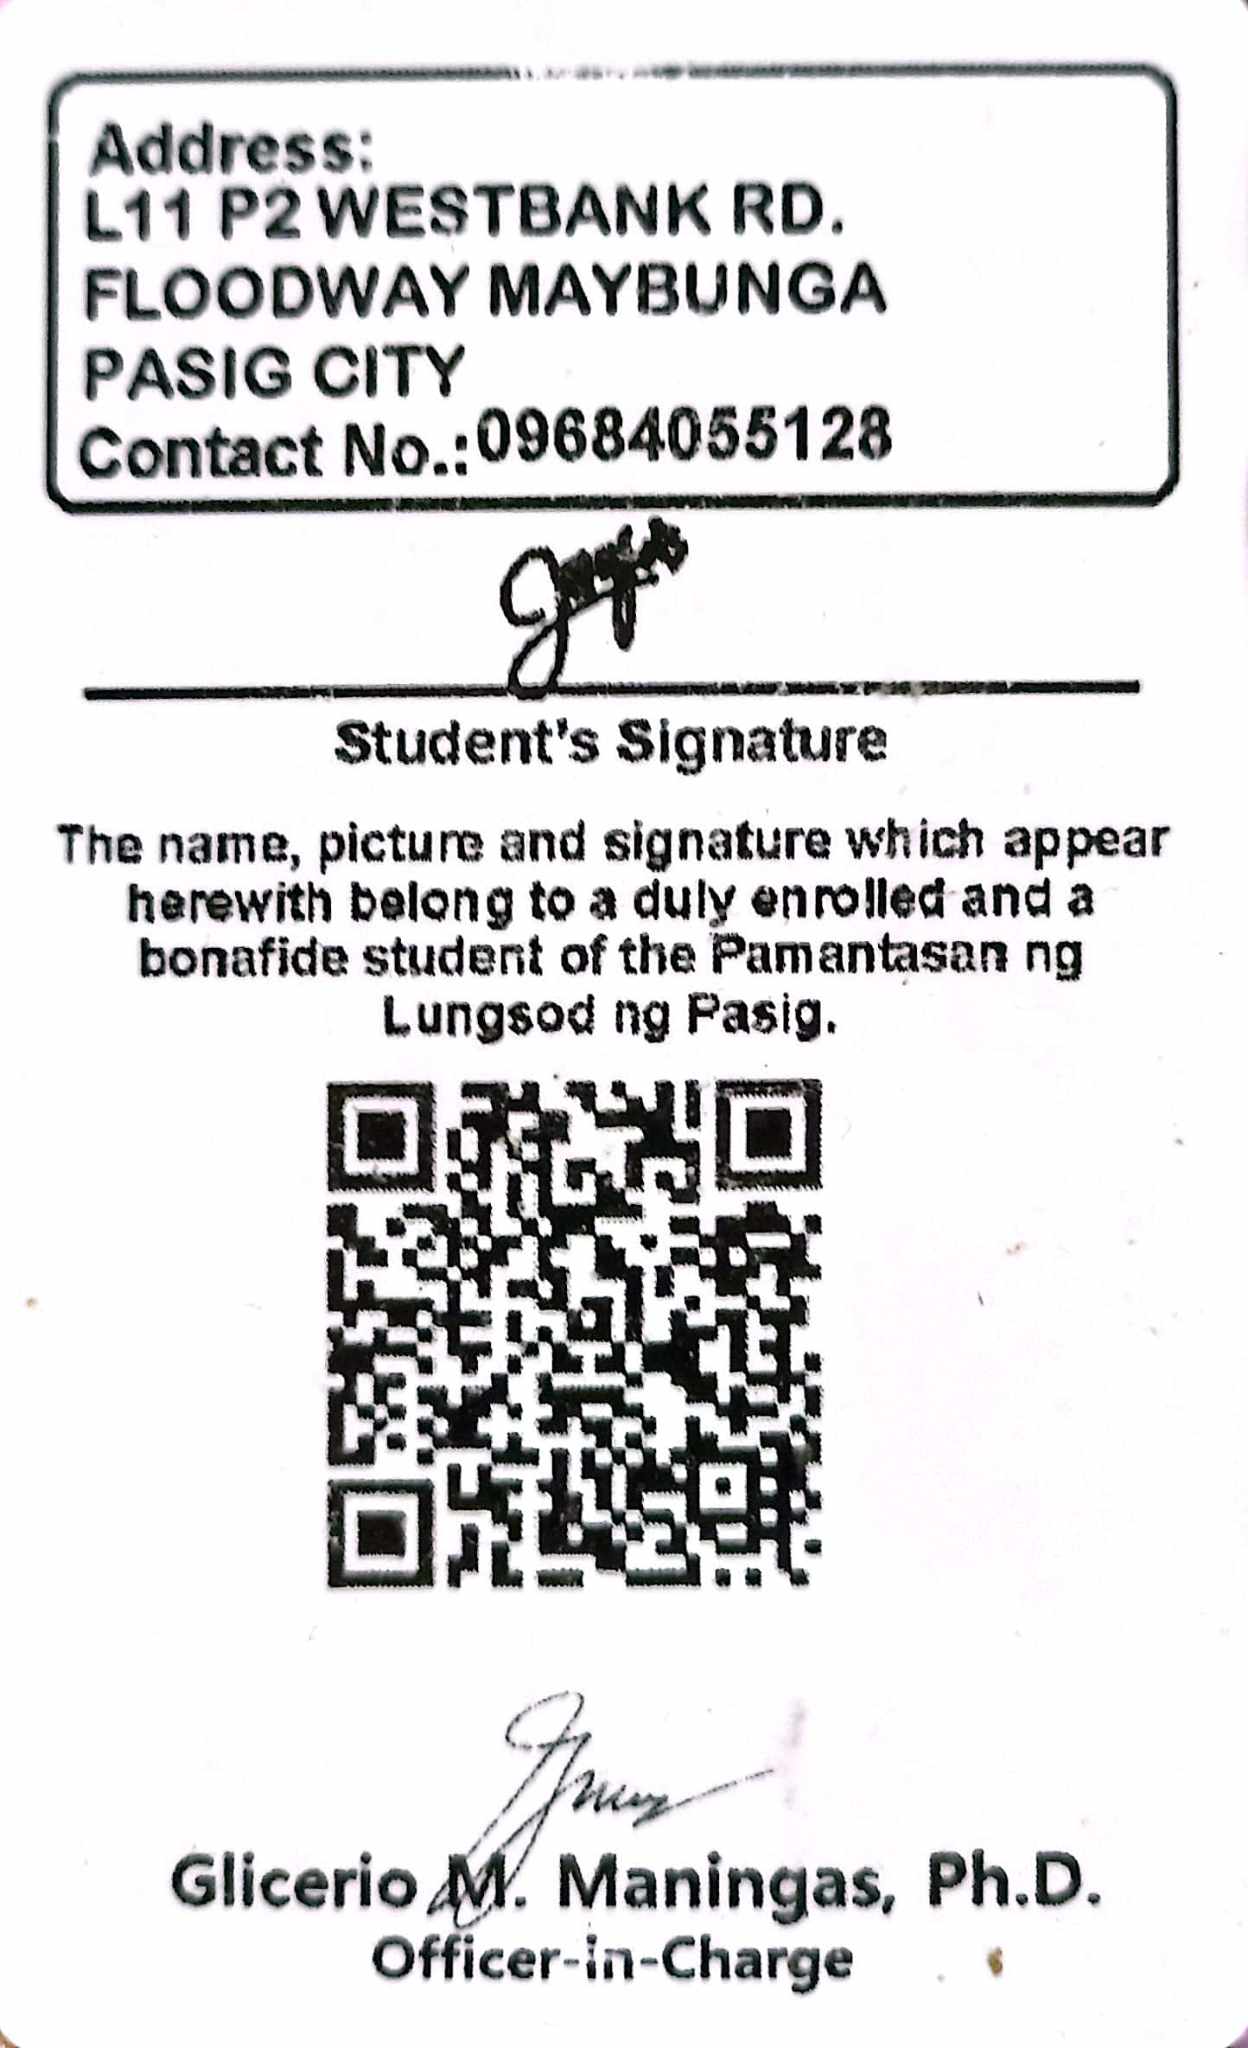 Address:
L11 P2 WESTBANK RD.
FLOODWAY MAYBUNGA
PASIG CITY
Contact No.:09684055128
Student's Signature
The name, picture and signature which appear
herewith belong to a duly enrolled and a
bonafide student of the Pamantasan ng
Lungsod ng Pasig.
Glicerio M. Maningas, Ph.D.
Officer-in-Charge